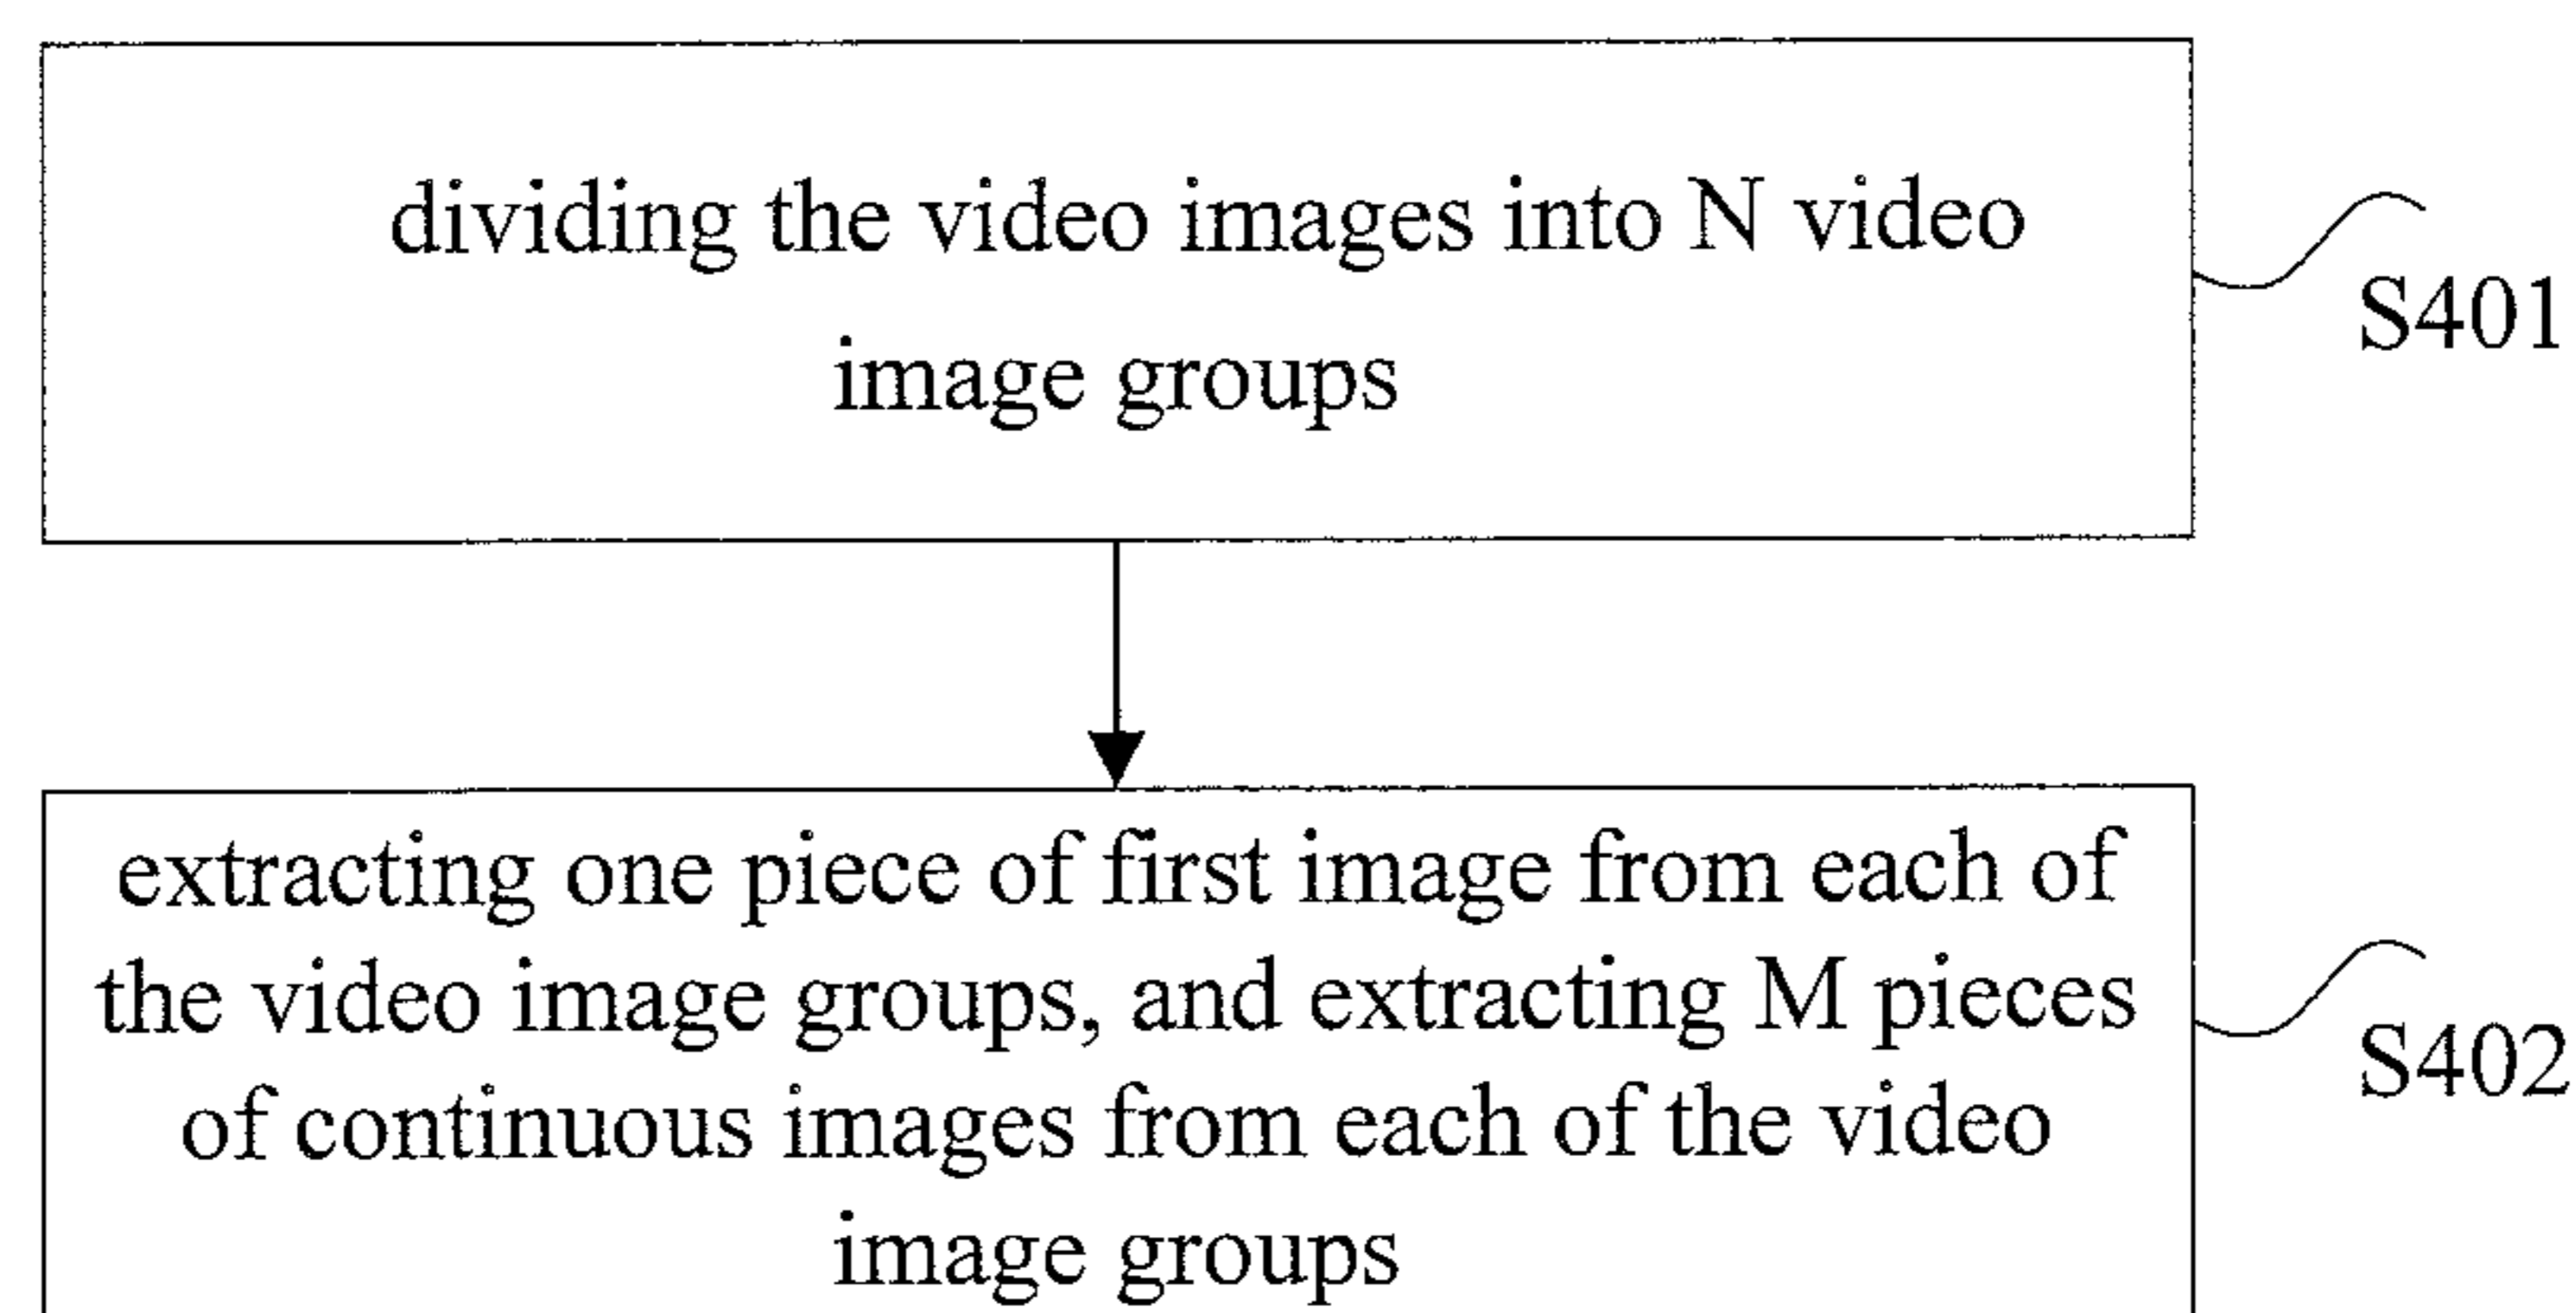 dividing the video images into N video
image groups
S401
extracting one piece of first image from each of
the video image groups, and extracting M pieces
of continuous images from each of the video
image groups
S402